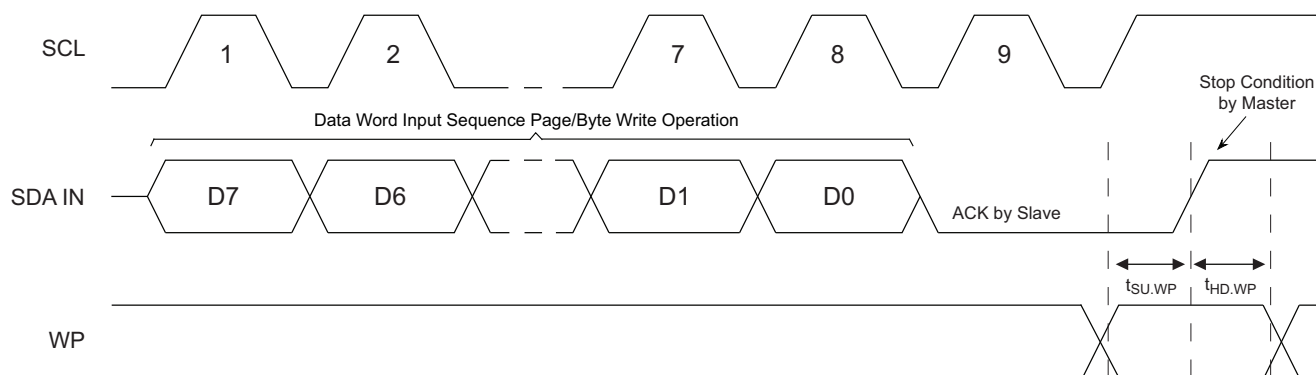 SCL
1
2
7
8
9
Stop Condition
by Master
Data Word Input Sequence Page/Byte Write Operation
SDA IN
D7
D6
D1
D0
ACK by Slave
tSU.WP
tHD.WP
WP